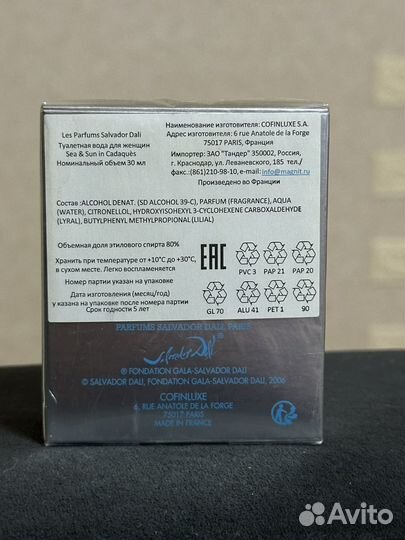 Les Parfums Salvador Dali
Туалетная вода для женщин
Sea & Sun in Cadaquès
Номинальный объем 30 мл
Наименование изготовителя: COFINLUXE S.A.
Адрес изготовителя: 6 rue Anatole de la Forge
75017 PARIS, Франция
Импортер: ЗАО "Тандер" 350002, Россия,
г. Краснодар, ул. Леваневского, 185 тел./
факс.:(861)210-98-10, e-mail:info@magnit.ru
Произведено во Франции
Состав :ALCOHOL DENAT. (SD ALCOHOL 39-C), PARFUM (FRAGRANCE), AQUA
(WATER), CITRONELLOL, HYDROXYISOHEXYL 3-CYCLOHEXENE CARBOXALDEHYDE
(LYRAL), BUTYLPHENYL METHYLPROPIONAL (LILIAL)
Объемная доля этилового спирта 80%
Хранить при температуре от +10°C до +30°C,
в сухом месте. Легко воспламеняется
Номер партии указан на упаковке
Дата изготовления (месяц/год)
у указана на упаковке после номера партии
Срок годности 5 лет
EAC
PVC 3 PAP 21 PAP 20
GL 70 ALU 41 PET 1 90
PARFUMS SALVADOR DALI, PARIS
Salvador Dalí ®
® FONDATION GALA-SALVADOR DALI
© SALVADOR DALI, FONDATION GALA-SALVADOR DALI, 2006
COFINLUXE
6, RUE ANATOLE DE LA FORGE
75017 PARIS
MADE IN FRANCE
Avito